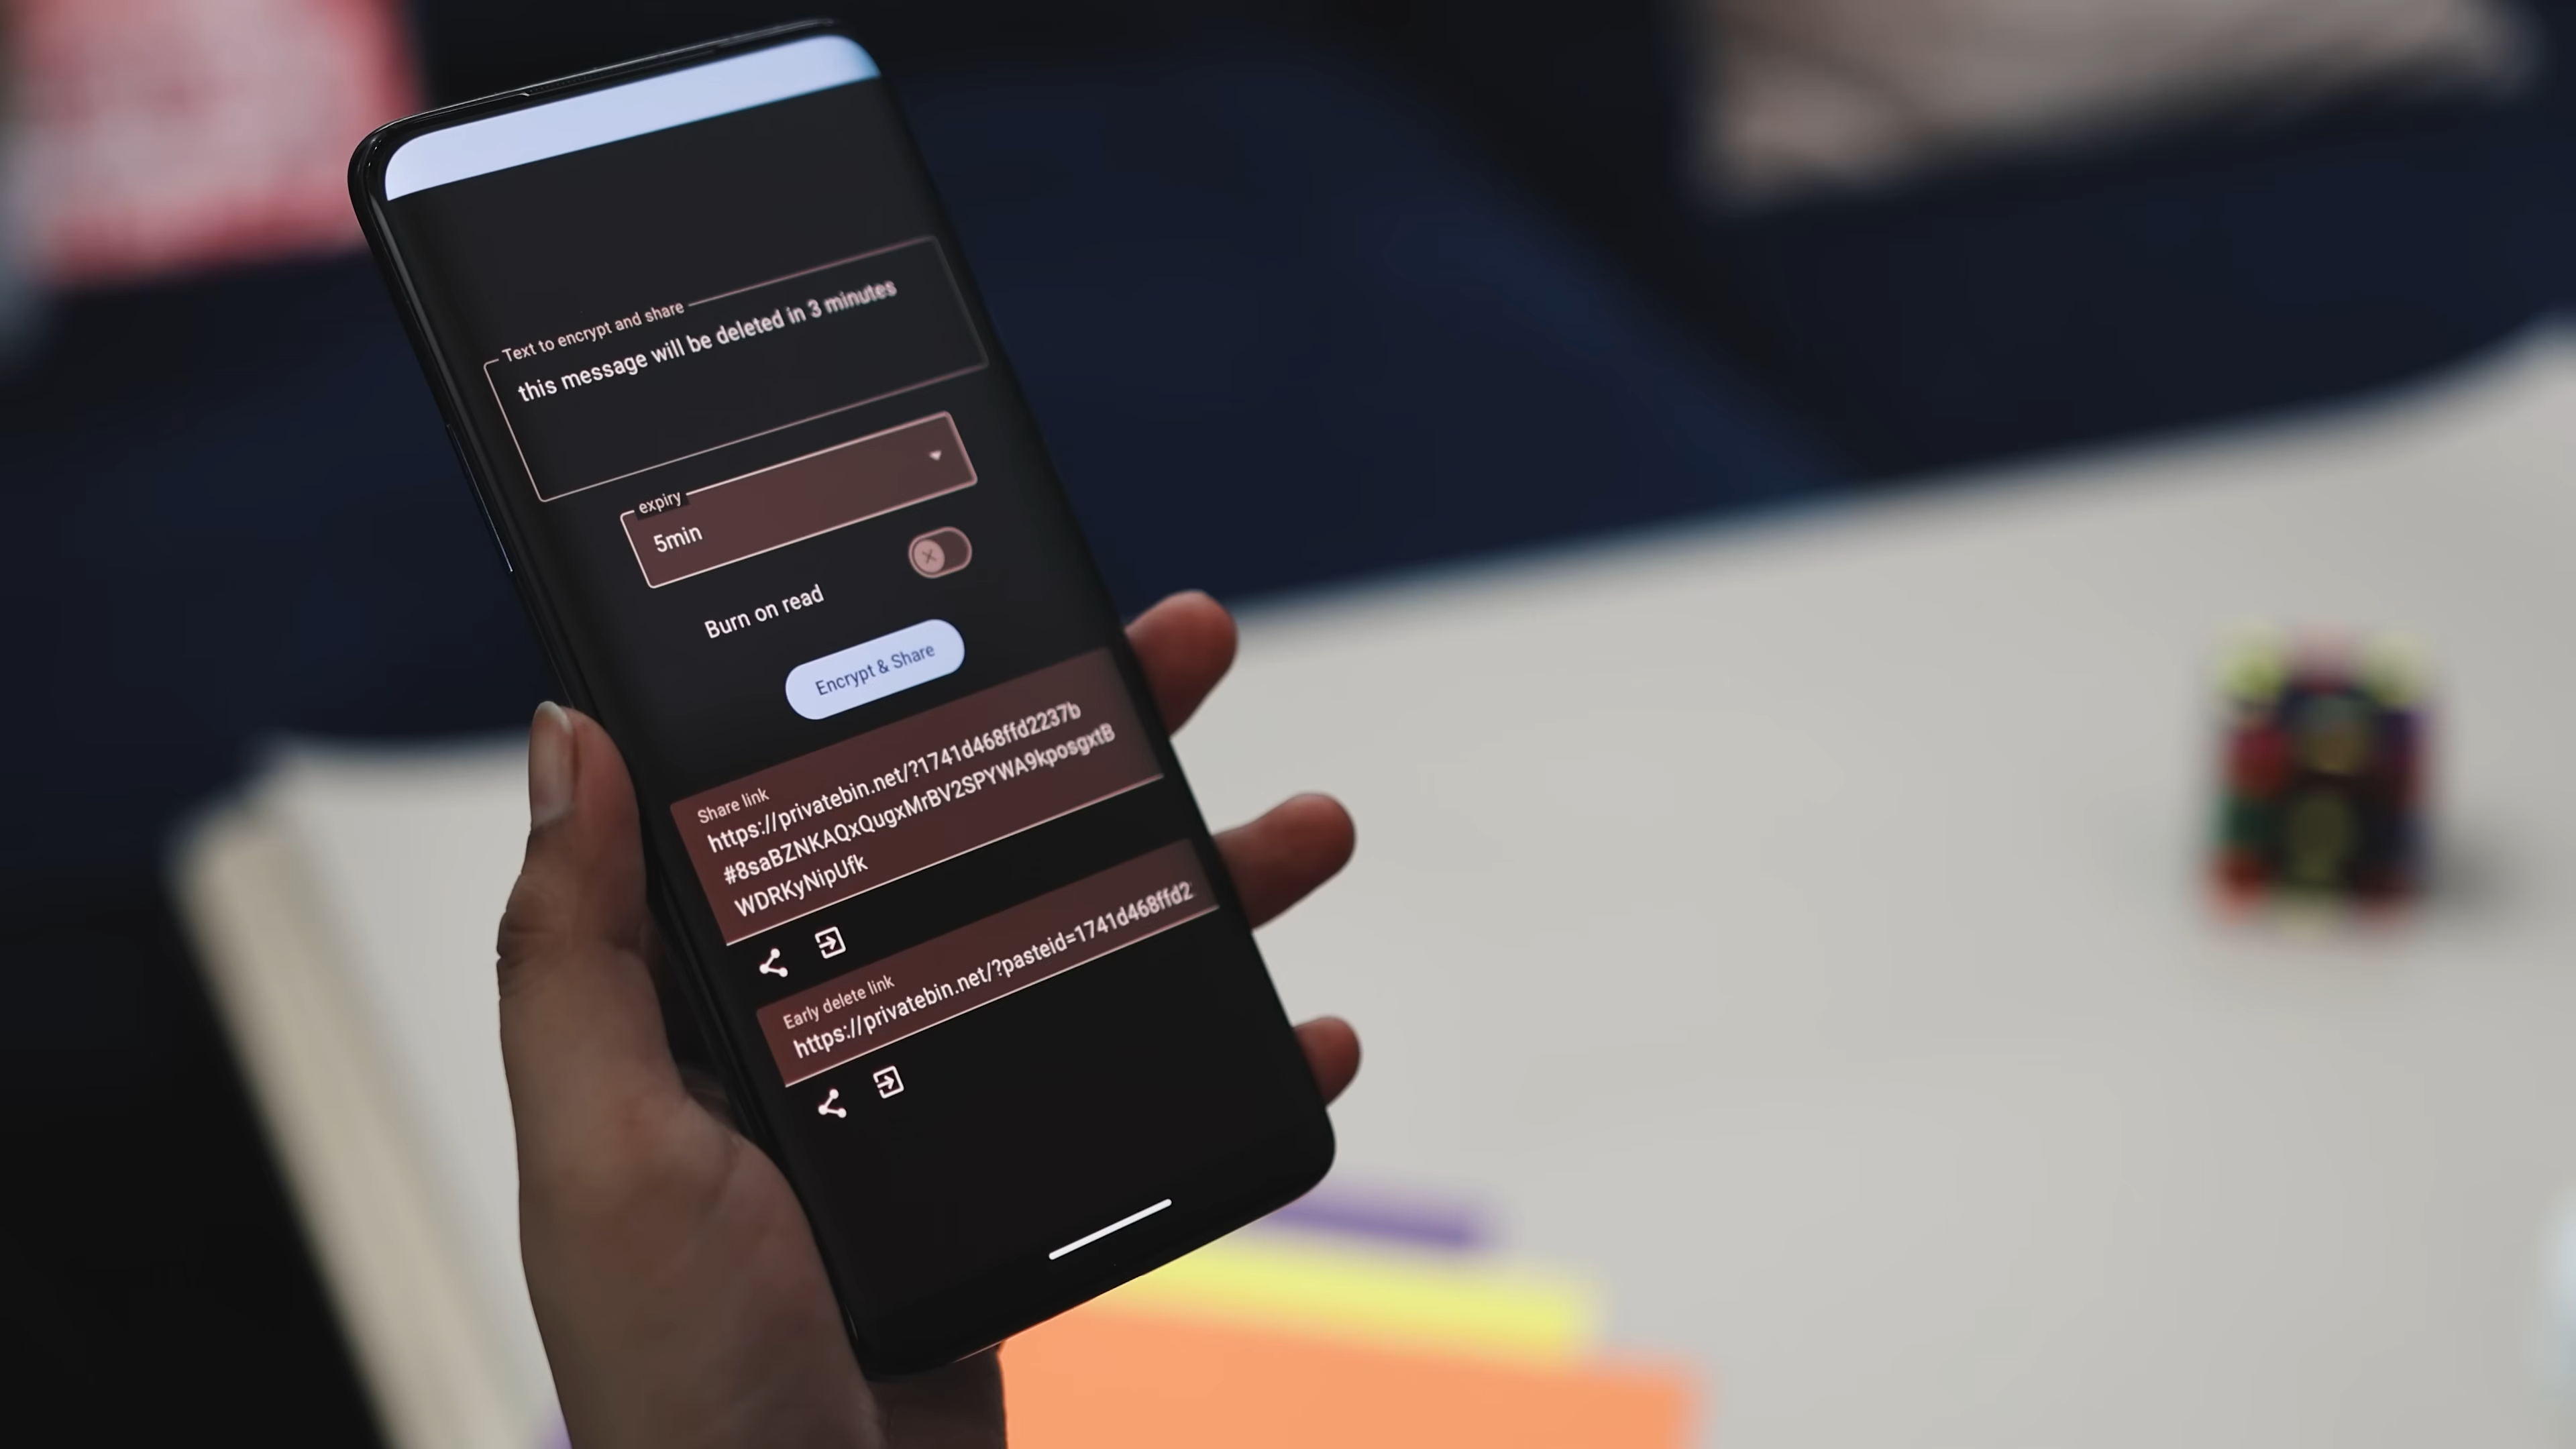 Text to encrypt and share
this message will be deleted in 3 minutes
expiry
5min
Burn on read
Encrypt & Share
Share link
https://privatebin.net/?1741d468ffd2237b
#8saBZNKAQxQugxMrBV2SPYWA9kposgxtB
WDRKyNipUfk
Early delete link
https://privatebin.net/?pasteid=1741d468ffd2